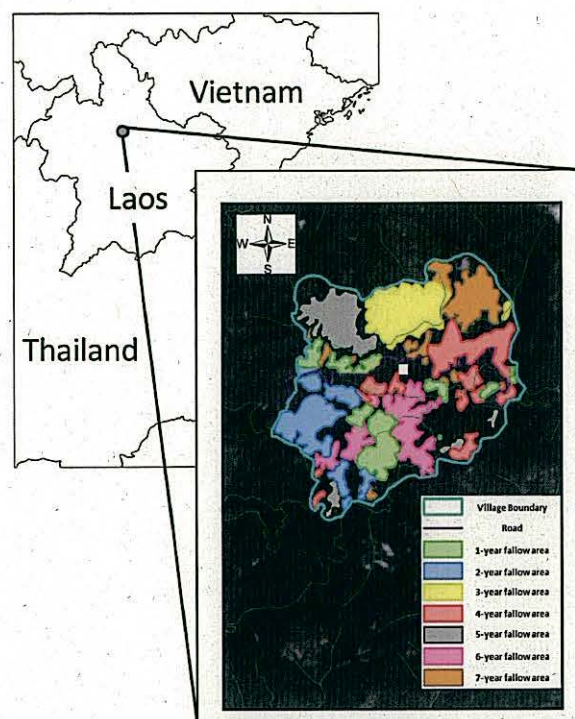 Vietnam
Laos
Thailand
N
W E
S
Village Boundary
Road
1-year fallow area
2-year fallow area
3-year fallow area
4-year fallow area
5-year fallow area
6-year fallow area
7-year fallow area